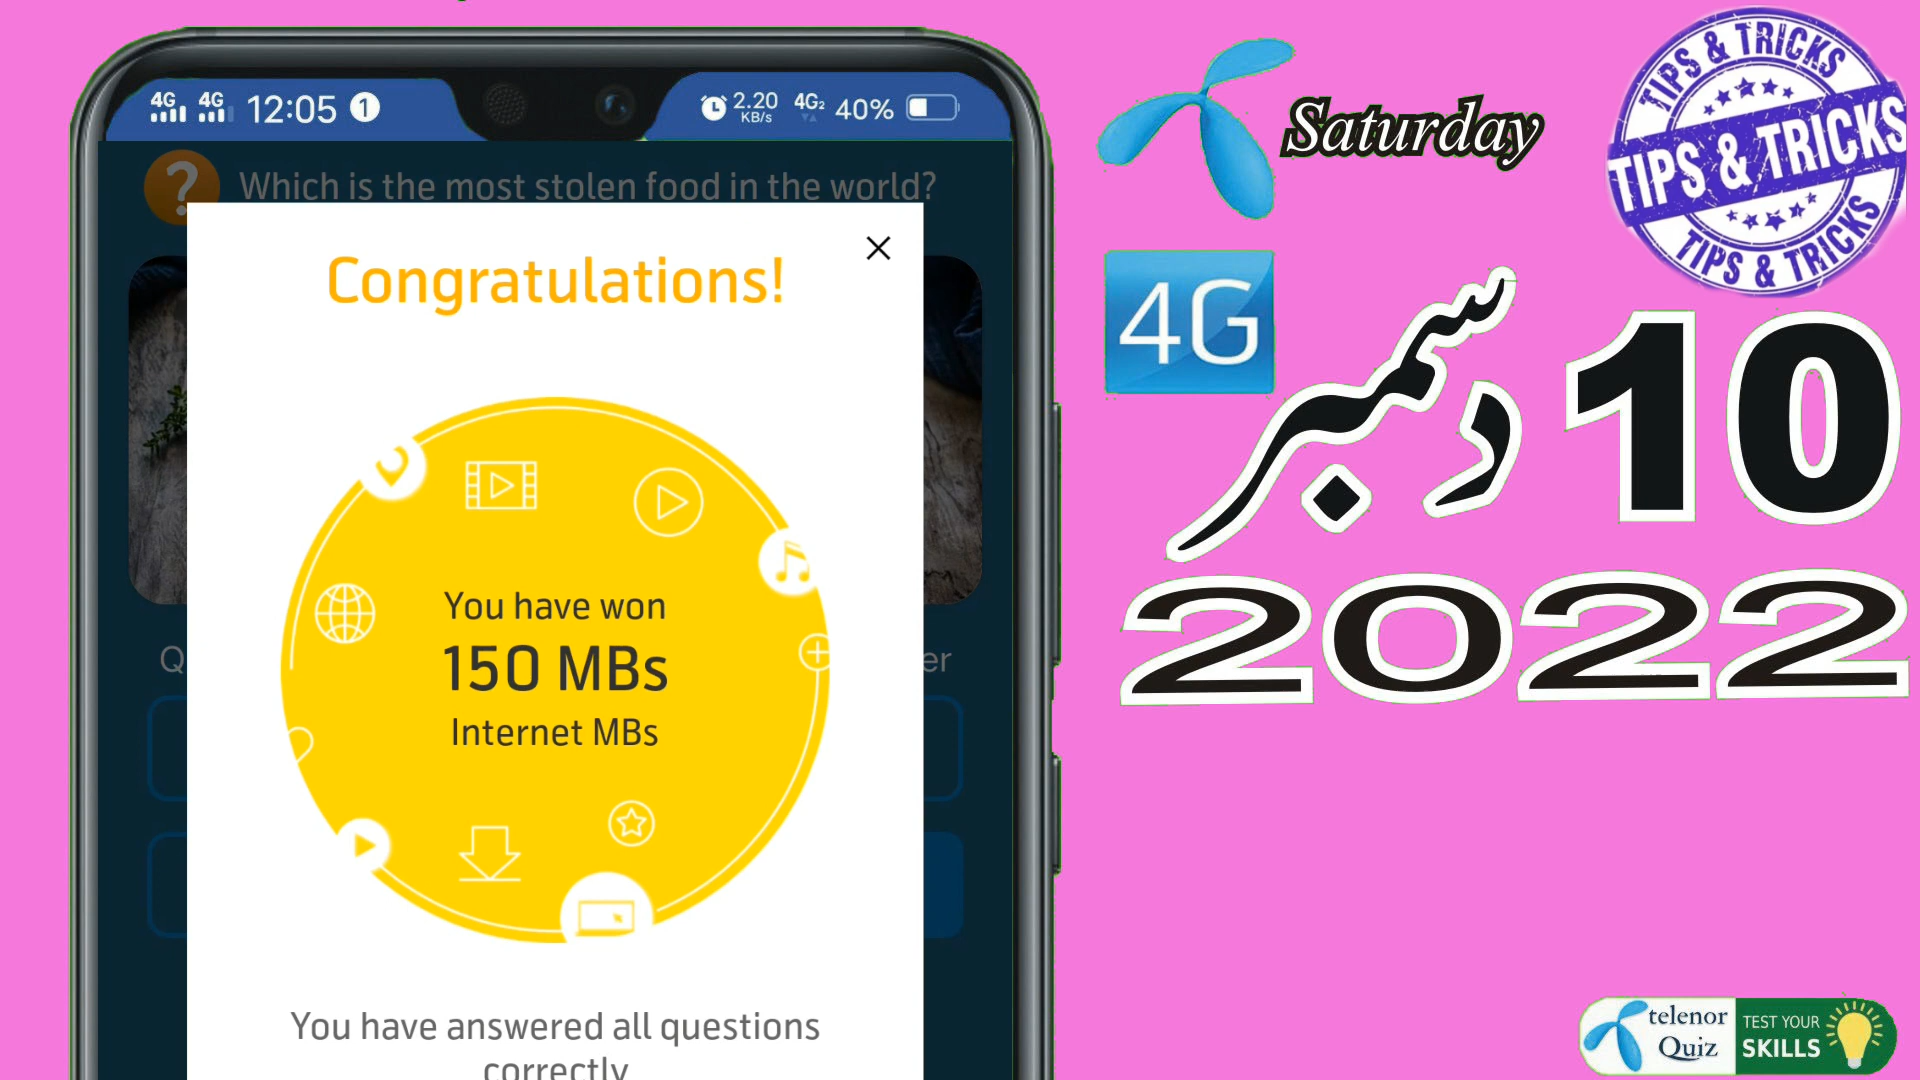 4G 4G 12:05 1
2.20 KB/s 4G2 40%
Which is the most stolen food in the world?
Congratulations!
You have won
150 MBs
Internet MBs
You have answered all questions
correctly
Saturday
TIPS & TRICKS
TIPS & TRICKS
TIPS & TRICKS
4G
10 دسمبر
2022
telenor
Quiz
TEST YOUR
SKILLS